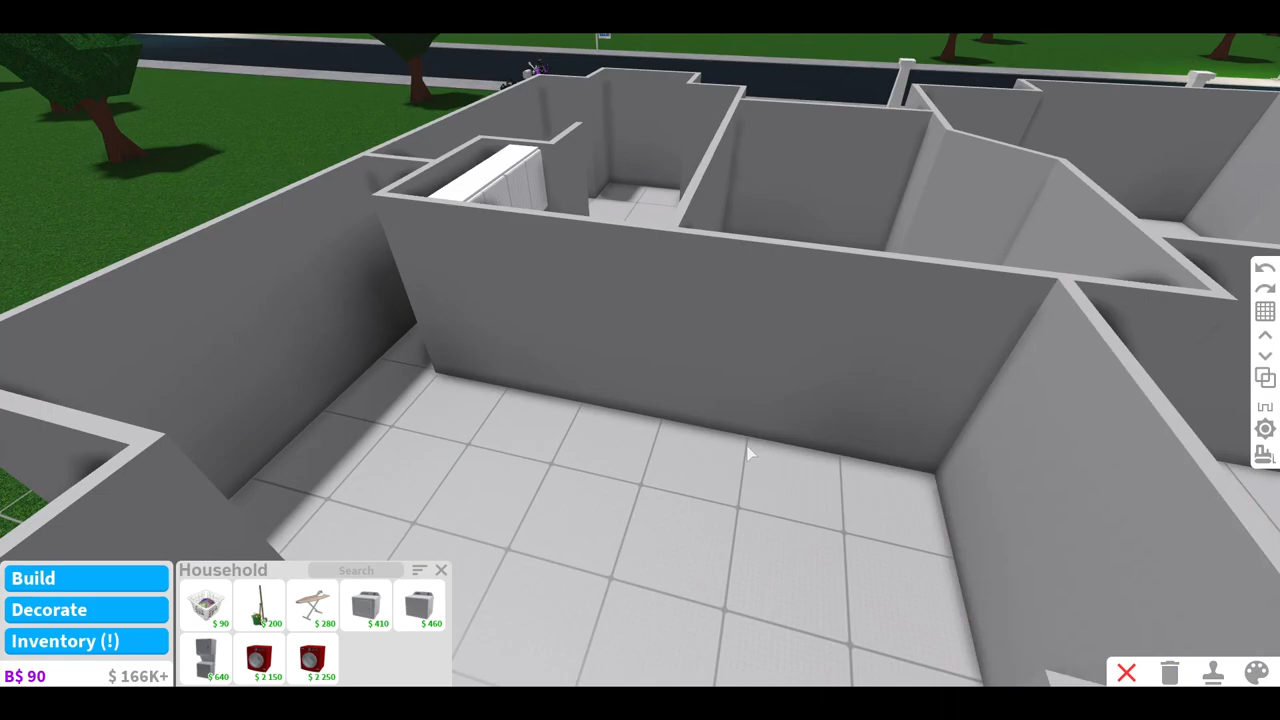 Build
Decorate
Inventory (!)
B$ 90 $ 166K+
Household Search
$ 90 $ 200 $ 280 $ 410 $ 460
$ 640 $ 2 150 $ 2 250